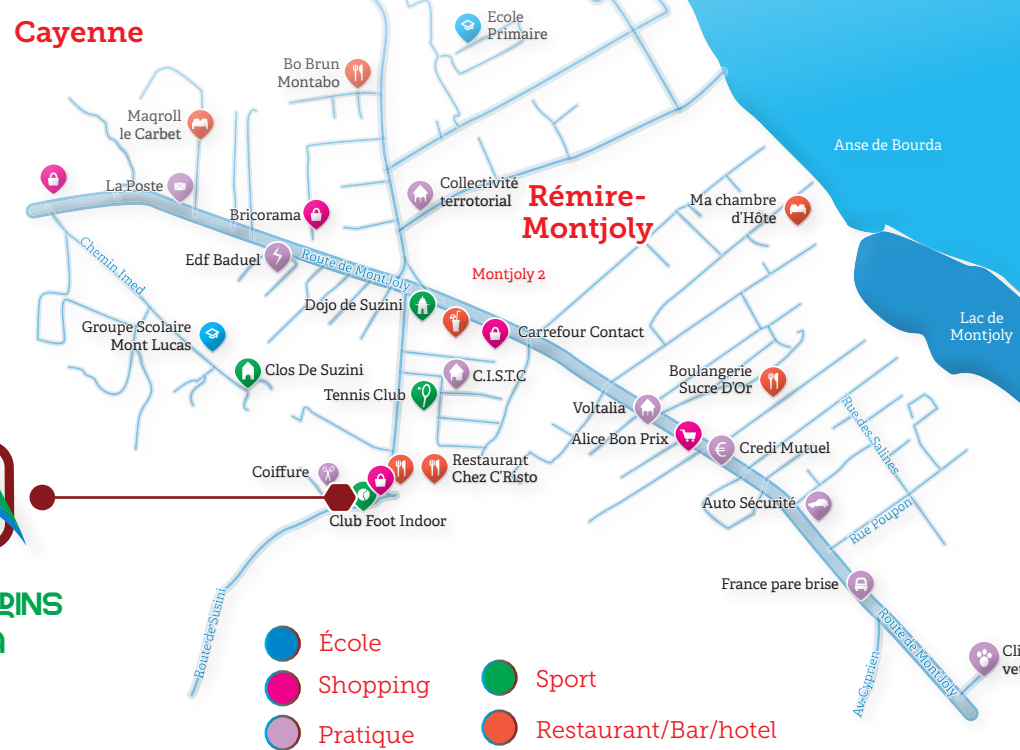 Cayenne
Ecole
Primaire
Bo Brun
Montabo
Maqroll
le Carbet
Anse de Bourda
La Poste
Collectivité
terrotorial
Rémire-
Montjoly
Ma chambre
d'Hôte
Bricorama
Chemin Imed
Edf Baduel
Route de MontJoly
Montjoly 2
Dojo de Suzini
Carrefour Contact
Lac de
Montjoly
Groupe Scolaire
Mont Lucas
Clos De Suzini
C.I.S.T.C
Boulangerie
Sucre D'Or
Tennis Club
Voltalia
Rue des Salines
Alice Bon Prix
€
Credi Mutuel
Coiffure
Restaurant
Chez C'Risto
Auto Sécurité
Club Foot Indoor
Rue Poupon
France pare brise
Route de Susini
Route de MontJoly
Av. Cyprien
École
Shopping
Pratique
Sport
Restaurant/Bar/hotel